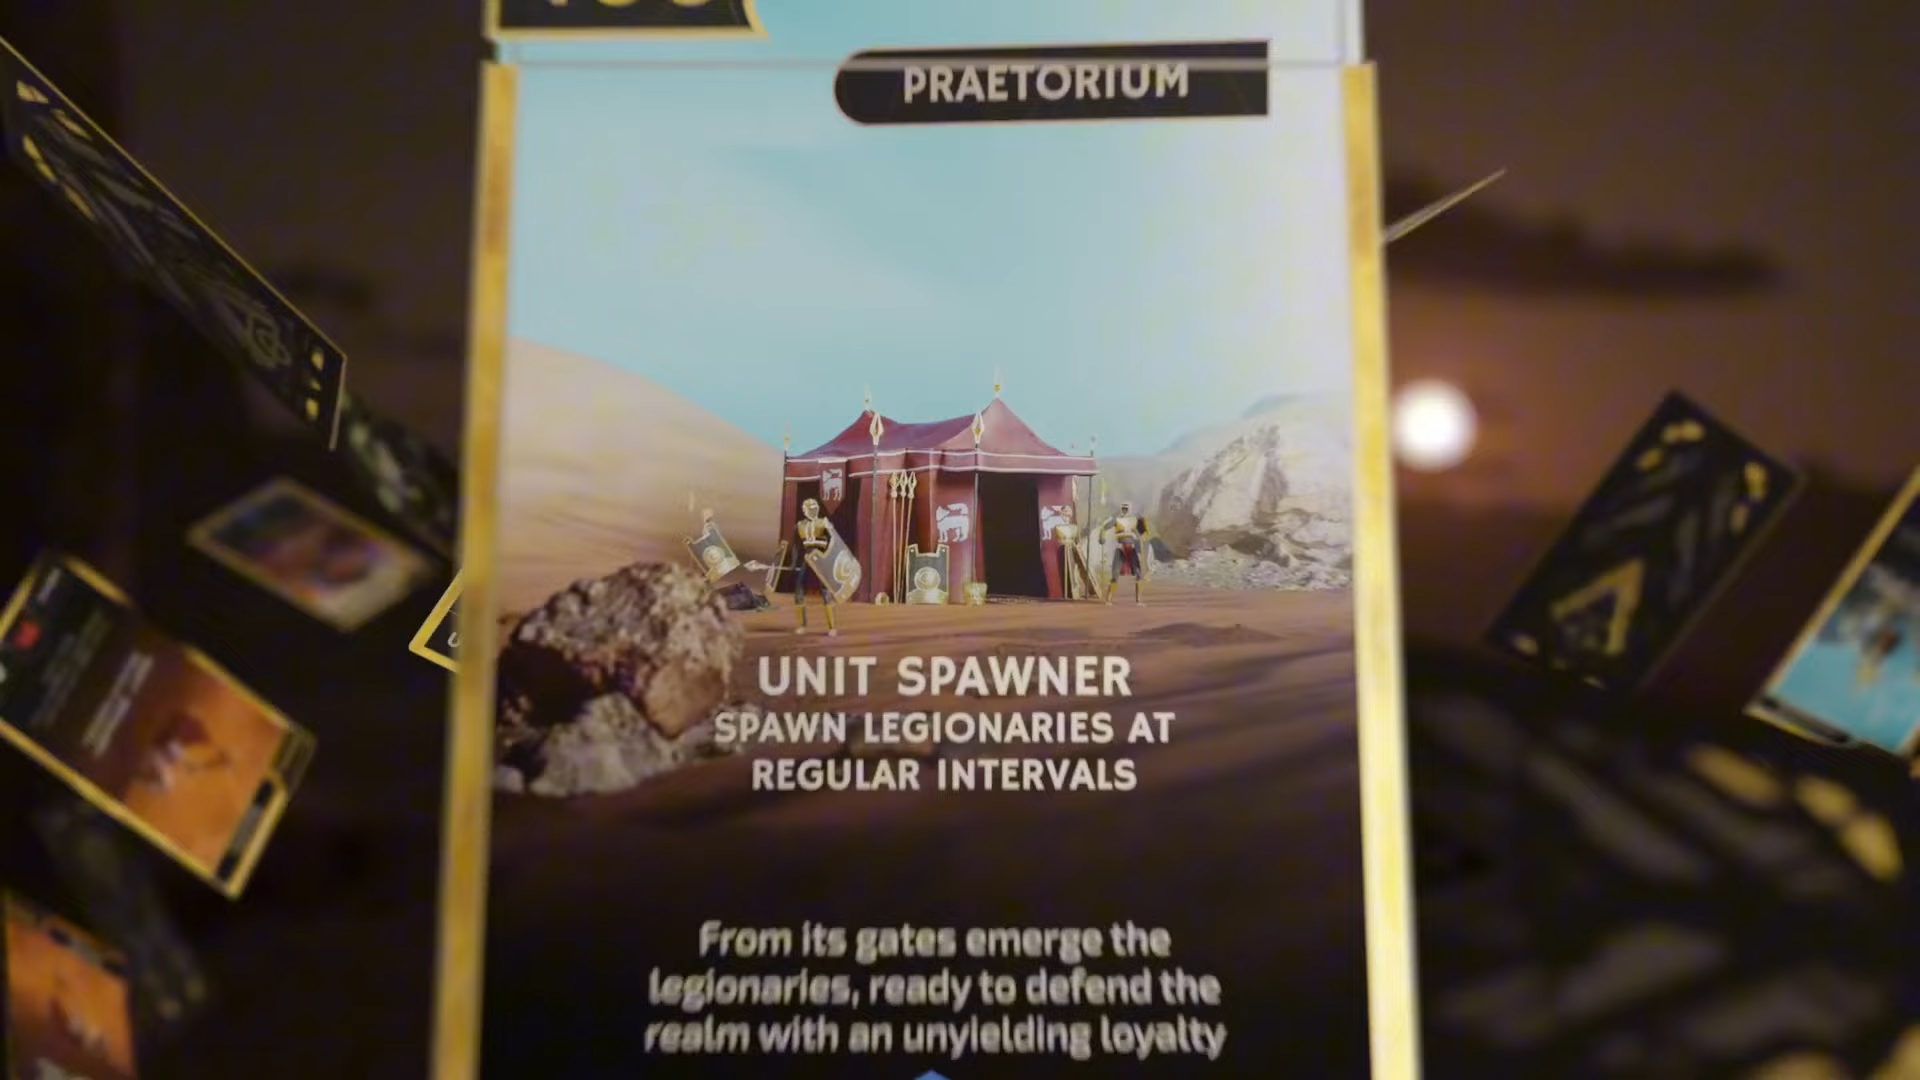 PRAETORIUM
UNIT SPAWNER
SPAWN LEGIONARIES AT
REGULAR INTERVALS
From its gates emerge the
legionaries, ready to defend the
realm with an unyielding loyalty